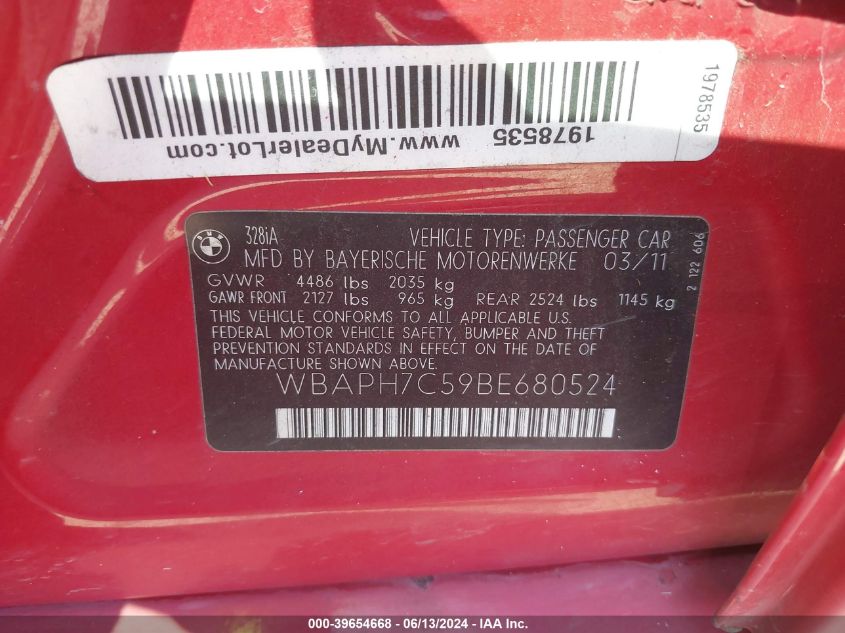 1978535
www.MyDealerLot.com
1978535
BMW
328iA VEHICLE TYPE: PASSENGER CAR
MFD BY BAYERISCHE MOTORENWERKE 03/11
GVWR 4486 lbs 2035 kg
GAWR FRONT 2127 lbs 965 kg REAR 2524 lbs 1145 kg
THIS VEHICLE CONFORMS TO ALL APPLICABLE U.S.
FEDERAL MOTOR VEHICLE SAFETY, BUMPER AND THEFT
PREVENTION STANDARDS IN EFFECT ON THE DATE OF
MANUFACTURE SHOWN ABOVE.
WBAPH7C59BE680524
2 122 606
000-39654668 - 06/13/2024 - IAA Inc.